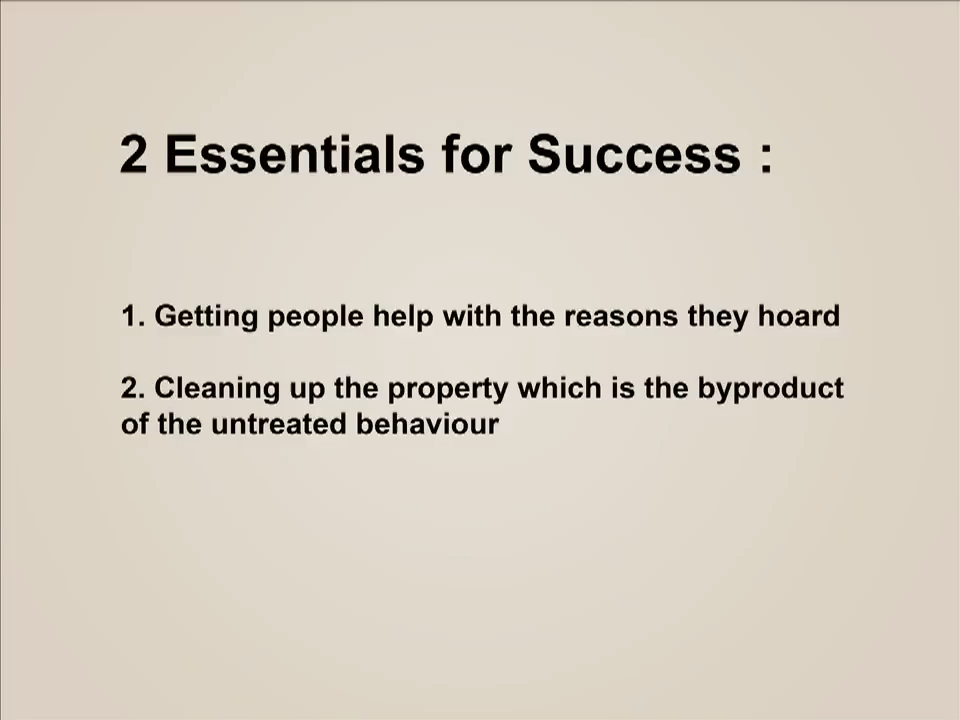 2 Essentials for Success :
1. Getting people help with the reasons they hoard
2. Cleaning up the property which is the byproduct
of the untreated behaviour